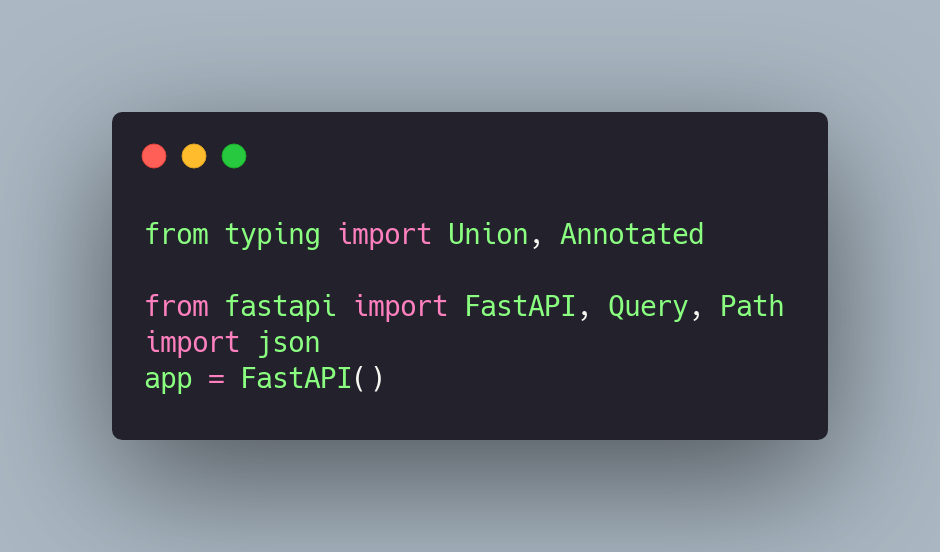 from typing import Union, Annotated
from fastapi import FastAPI, Query, Path
import json
app = FastAPI()